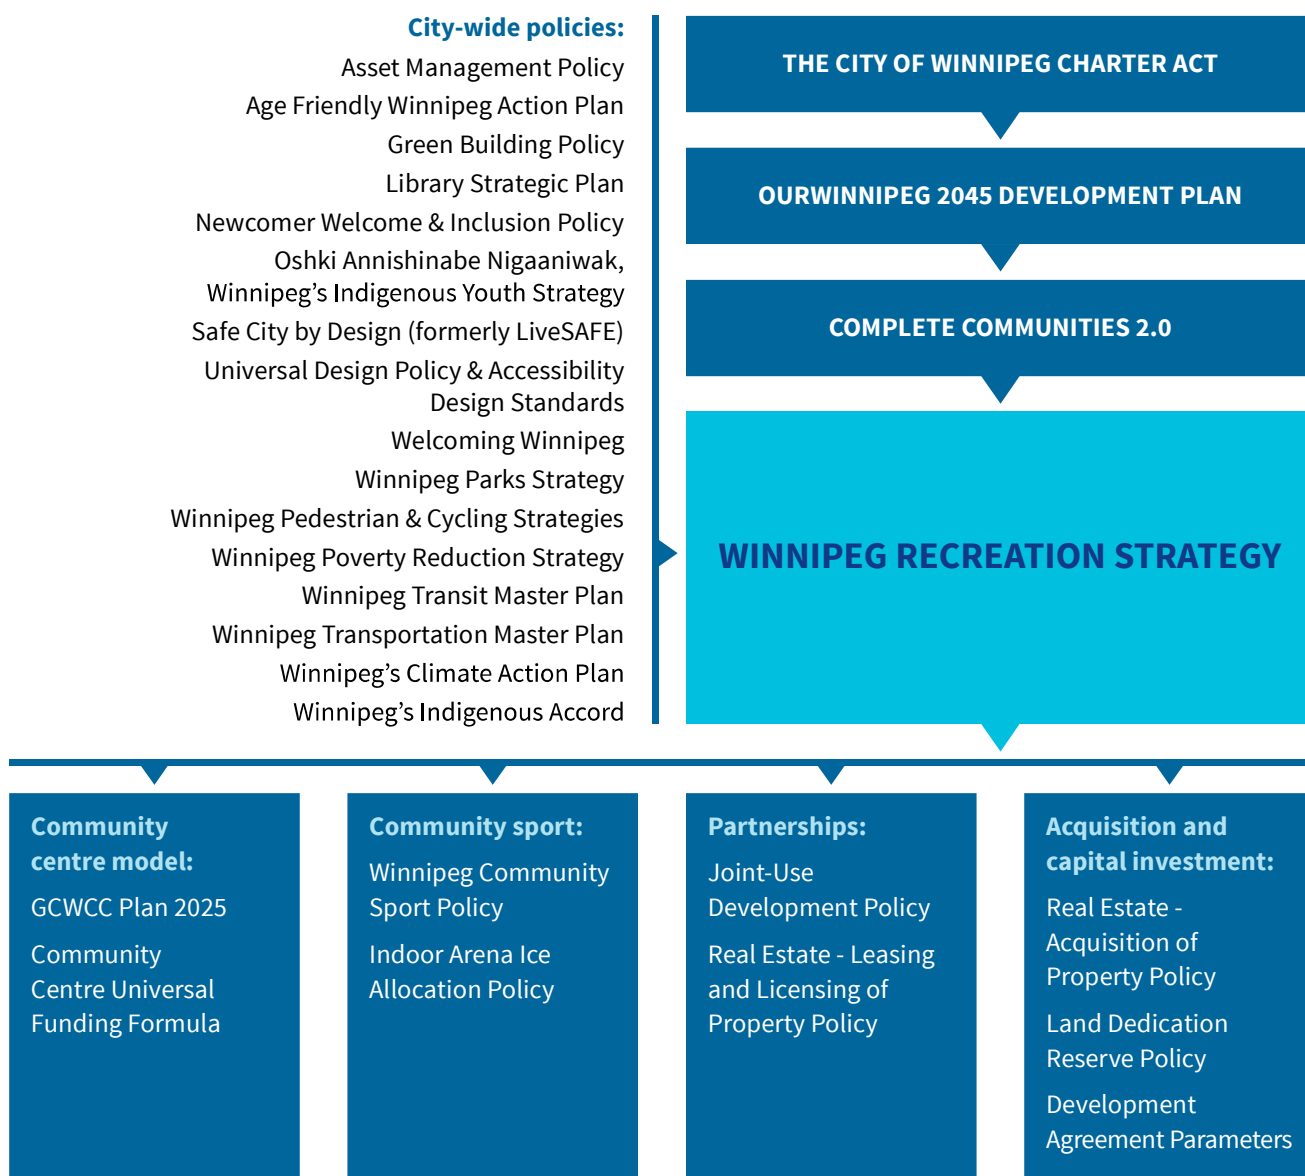 City-wide policies:
Asset Management Policy
Age Friendly Winnipeg Action Plan
Green Building Policy
Library Strategic Plan
Newcomer Welcome & Inclusion Policy
Oshki Annishinabe Nigaaniwak,
Winnipeg’s Indigenous Youth Strategy
Safe City by Design (formerly LiveSAFE)
Universal Design Policy & Accessibility
Design Standards
Welcoming Winnipeg
Winnipeg Parks Strategy
Winnipeg Pedestrian & Cycling Strategies
Winnipeg Poverty Reduction Strategy
Winnipeg Transit Master Plan
Winnipeg Transportation Master Plan
Winnipeg’s Climate Action Plan
Winnipeg’s Indigenous Accord
THE CITY OF WINNIPEG CHARTER ACT
OURWINNIPEG 2045 DEVELOPMENT PLAN
COMPLETE COMMUNITIES 2.0
WINNIPEG RECREATION STRATEGY
Community
centre model:
GCWCC Plan 2025
Community
Centre Universal
Funding Formula
Community sport:
Winnipeg Community
Sport Policy
Indoor Arena Ice
Allocation Policy
Partnerships:
Joint-Use
Development Policy
Real Estate - Leasing
and Licensing of
Property Policy
Acquisition and
capital investment:
Real Estate -
Acquisition of
Property Policy
Land Dedication
Reserve Policy
Development
Agreement Parameters